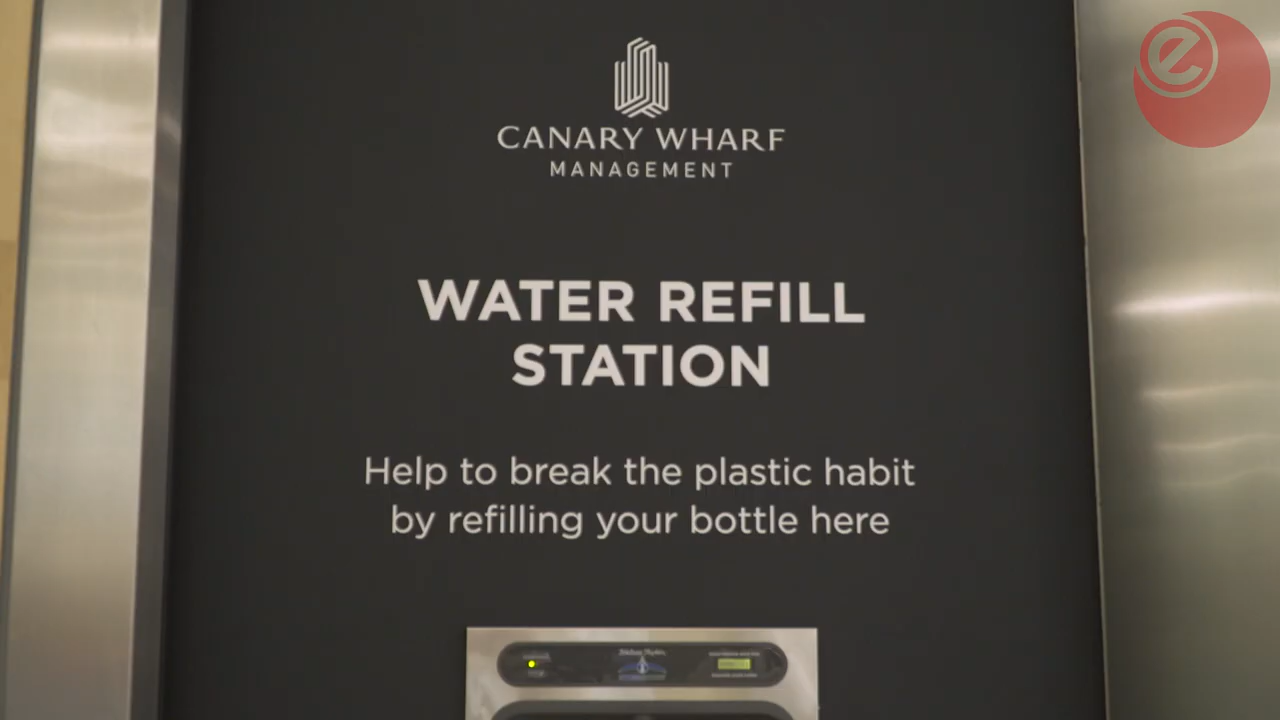 CANARY WHARF
MANAGEMENT
WATER REFILL
STATION
Help to break the plastic habit
by refilling your bottle here
e